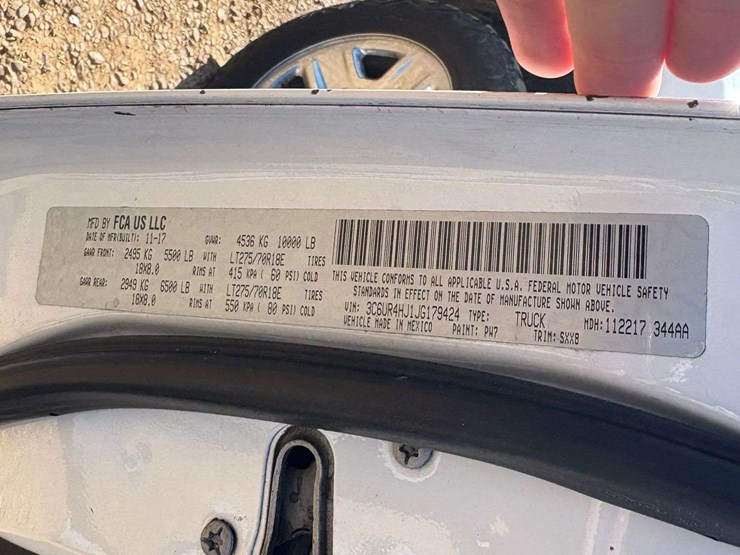 MFD BY FCA US LLC
DATE OF MFR(BUILT): 11-17 GVWR: 4536 KG 10000 LB
GAWR FRONT: 2495 KG 5500 LB WITH LT275/70R18E TIRES
18X8.0 RIMS AT 415 KPA ( 60 PSI) COLD
GAWR REAR: 2949 KG 6500 LB WITH LT275/70R18E TIRES
18X8.0 RIMS AT 550 KPA ( 80 PSI) COLD
THIS VEHICLE CONFORMS TO ALL APPLICABLE U.S.A. FEDERAL MOTOR VEHICLE SAFETY
STANDARDS IN EFFECT ON THE DATE OF MANUFACTURE SHOWN ABOVE.
VIN: 3C6UR4HJ1JG179424 TYPE: TRUCK MDH:112217 344AA
VEHICLE MADE IN MEXICO PAINT: PW7 TRIM: SXX8